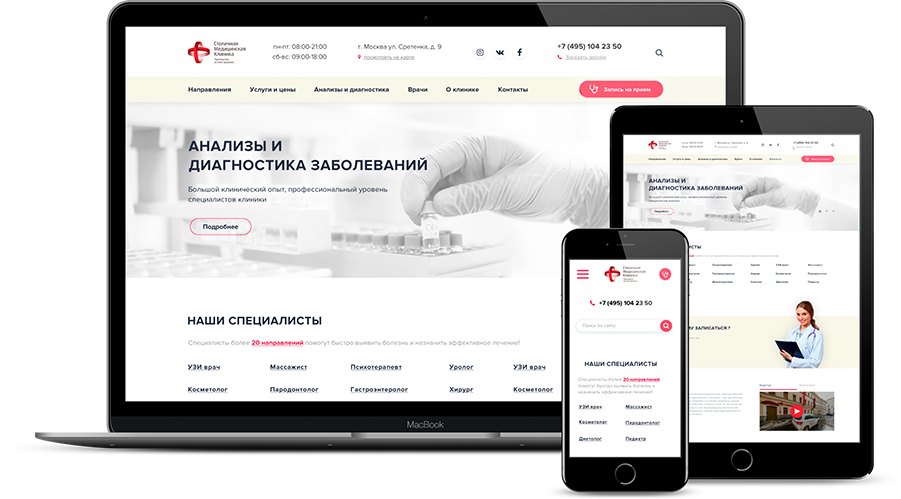 Столичная
Медицинская
Клиника
пн-пт: 08:00-21:00
сб-вс: 09:00-18:00
г. Москва ул. Сретенка, д. 9
посмотреть на карте
+7 (495) 104 23 50
Заказать звонок
Направления Услуги и цены Анализы и диагностика Врачи О клинике Контакты
Запись на прием
АНАЛИЗЫ И
ДИАГНОСТИКА ЗАБОЛЕВАНИЙ
Большой клинический опыт, профессиональный уровень
специалистов клиники
Подробнее
НАШИ СПЕЦИАЛИСТЫ
Специалисты более 20 направлений помогут быстро выявить болезнь и назначить эффективное лечение!
УЗИ врач Массажист Психотерапевт Уролог УЗИ врач
Косметолог Пародонтолог Гастроэнтеролог Хирург Косметолог
MacBook
Столичная
Медицинская
Клиника
+7 (495) 104 23 50
Поиск по сайту
НАШИ СПЕЦИАЛИСТЫ
Специалисты более 20 направлений
помогут быстро выявить болезнь и
назначить эффективное лечение!
УЗИ врач Массажист
Косметолог Пародонтолог
Диетолог Педиатр
АНАЛИЗЫ И
ДИАГНОСТИКА ЗАБОЛЕВАНИЙ
Подробнее
ИСТЫ
МУ ЗАПИСАТЬСЯ ?